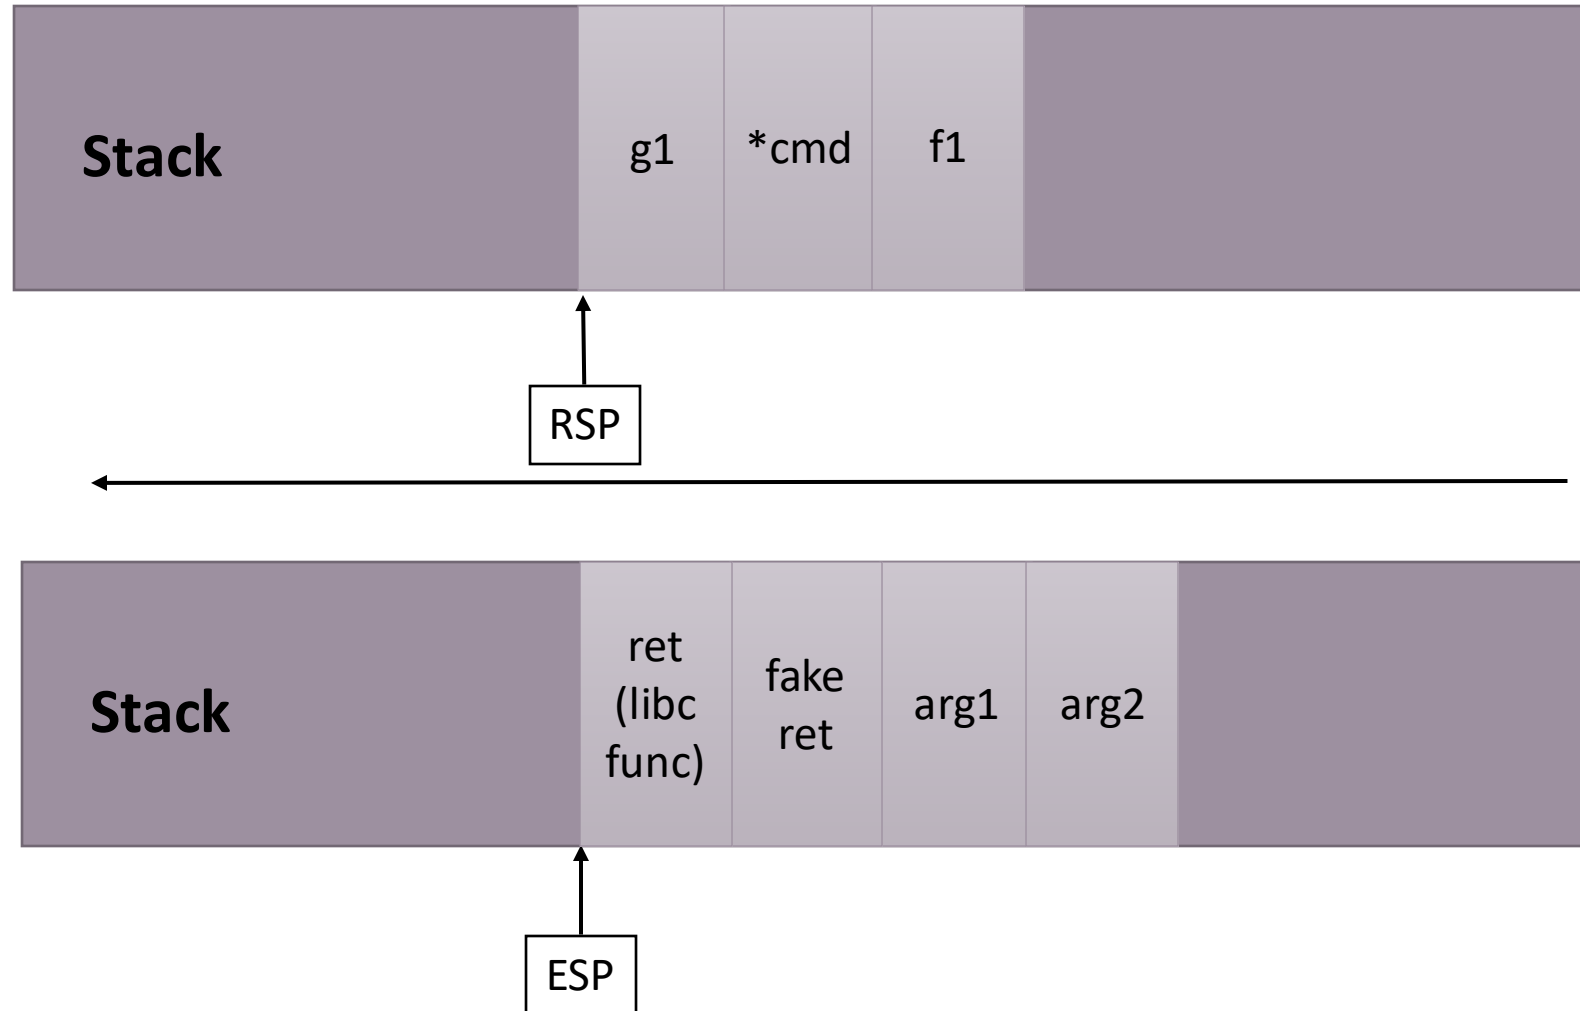 Stack
g1
*cmd
f1
RSP
Stack
ret
(libc
func)
fake
ret
arg1
arg2
ESP